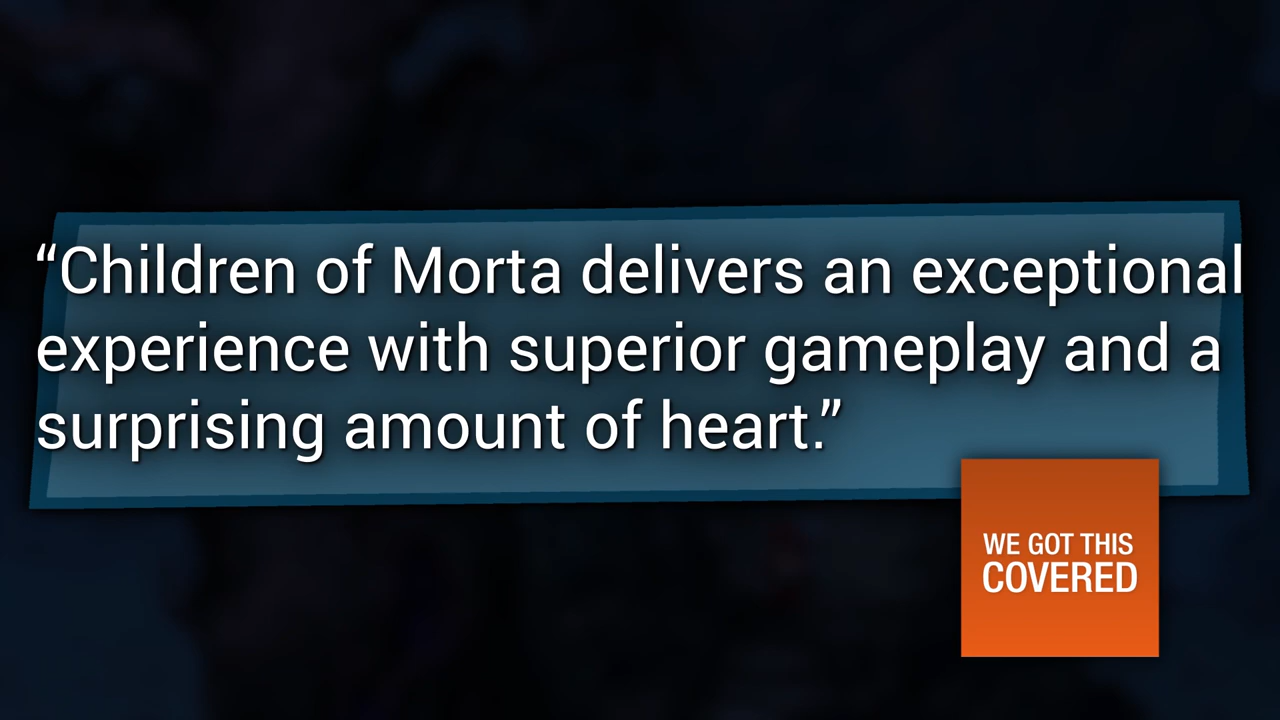 “Children of Morta delivers an exceptional
experience with superior gameplay and a
surprising amount of heart.”
WE GOT THIS
COVERED